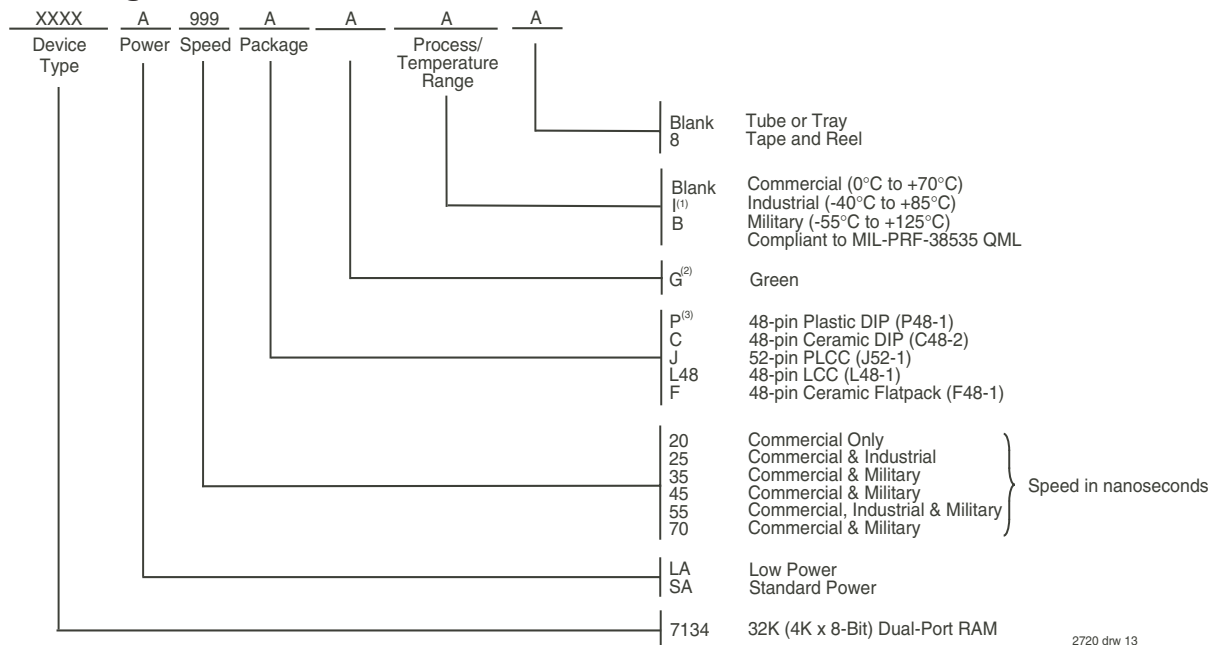 XXXX A 999 A A A A
Device Type Power Speed Package Process/ Temperature Range
Blank Tube or Tray
8 Tape and Reel
Blank Commercial (0°C to +70°C)
I(1) Industrial (-40°C to +85°C)
B Military (-55°C to +125°C)
Compliant to MIL-PRF-38535 QML
G(2) Green
P(3) 48-pin Plastic DIP (P48-1)
C 48-pin Ceramic DIP (C48-2)
J 52-pin PLCC (J52-1)
L48 48-pin LCC (L48-1)
F 48-pin Ceramic Flatpack (F48-1)
20 Commercial Only
25 Commercial & Industrial
35 Commercial & Military
45 Commercial & Military
55 Commercial, Industrial & Military
70 Commercial & Military
Speed in nanoseconds
LA Low Power
SA Standard Power
7134 32K (4K x 8-Bit) Dual-Port RAM
2720 drw 13